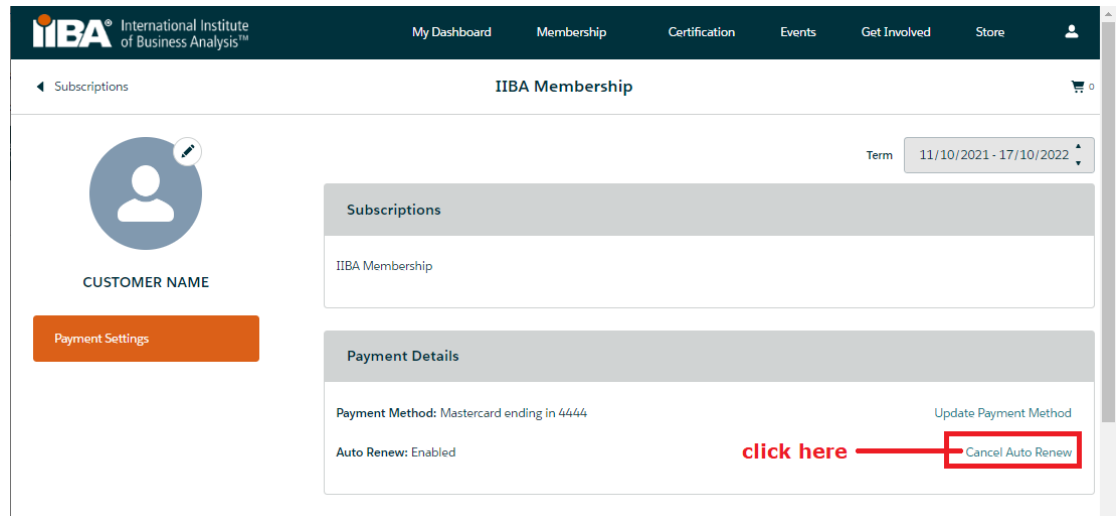 iiBA® International Institute
of Business Analysis™
My Dashboard Membership Certification Events Get Involved Store
Subscriptions IIBA Membership 0
Term 11/10/2021 - 17/10/2022
Subscriptions
IIBA Membership
CUSTOMER NAME
Payment Settings
Payment Details
Payment Method: Mastercard ending in 4444 Update Payment Method
Auto Renew: Enabled click here Cancel Auto Renew